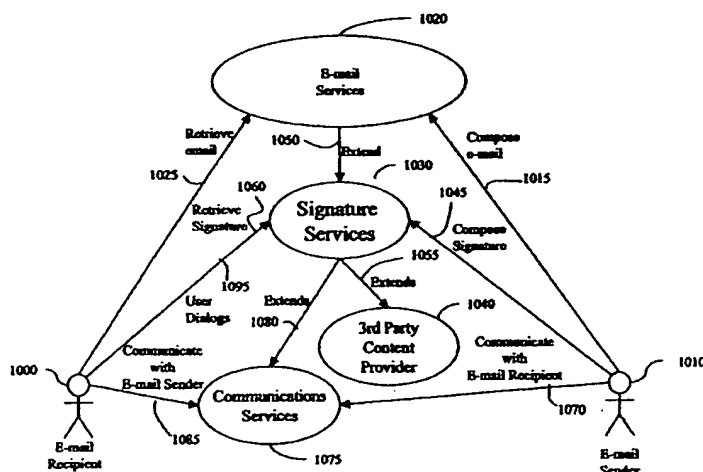 1020
E-mail
Services
Retrieve
email
1050
Extend
Compose
e-mail
1025
1060
1030
1045
1015
Retrieve
Signature
Signature
Services
Compose
Signature
1095
1055
User
Dialogs
Extends
1080
Extends
1040
3rd Party
Content
Provider
1000
Communicate
with
E-mail Sender
Communicate
with
E-mail Recipient
1010
Communications
Services
1085
1070
1075
E-mail
Recipient
E-mail
Sender